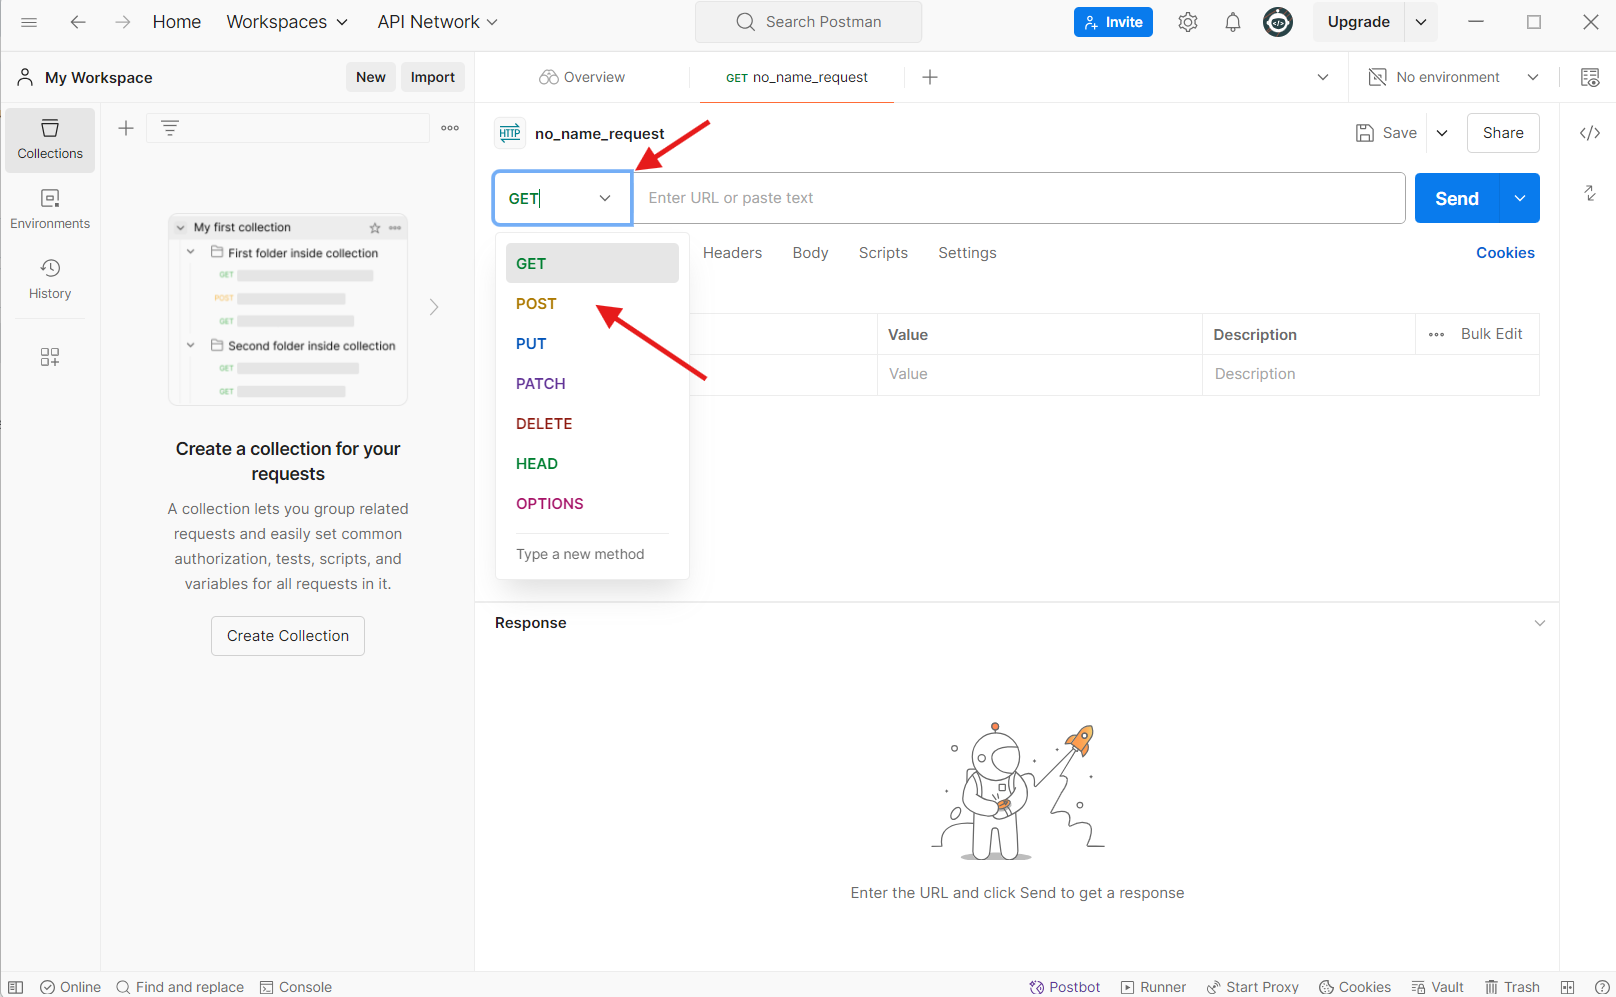 Home Workspaces API Network Search Postman Invite Upgrade
My Workspace New Import Overview GET no_name_request No environment
Collections
Environments
History
My first collection
First folder inside collection
GET
POST
GET
Second folder inside collection
GET
GET
Create a collection for your
requests
A collection lets you group related
requests and easily set common
authorization, tests, scripts, and
variables for all requests in it.
Create Collection
HTTP no_name_request Save Share
GET Enter URL or paste text Send
Headers Body Scripts Settings Cookies
GET
POST
PUT
PATCH
DELETE
HEAD
OPTIONS
Type a new method
Value Description Bulk Edit
Value Description
Response
Enter the URL and click Send to get a response
Online Find and replace Console Postbot Runner Start Proxy Cookies Vault Trash